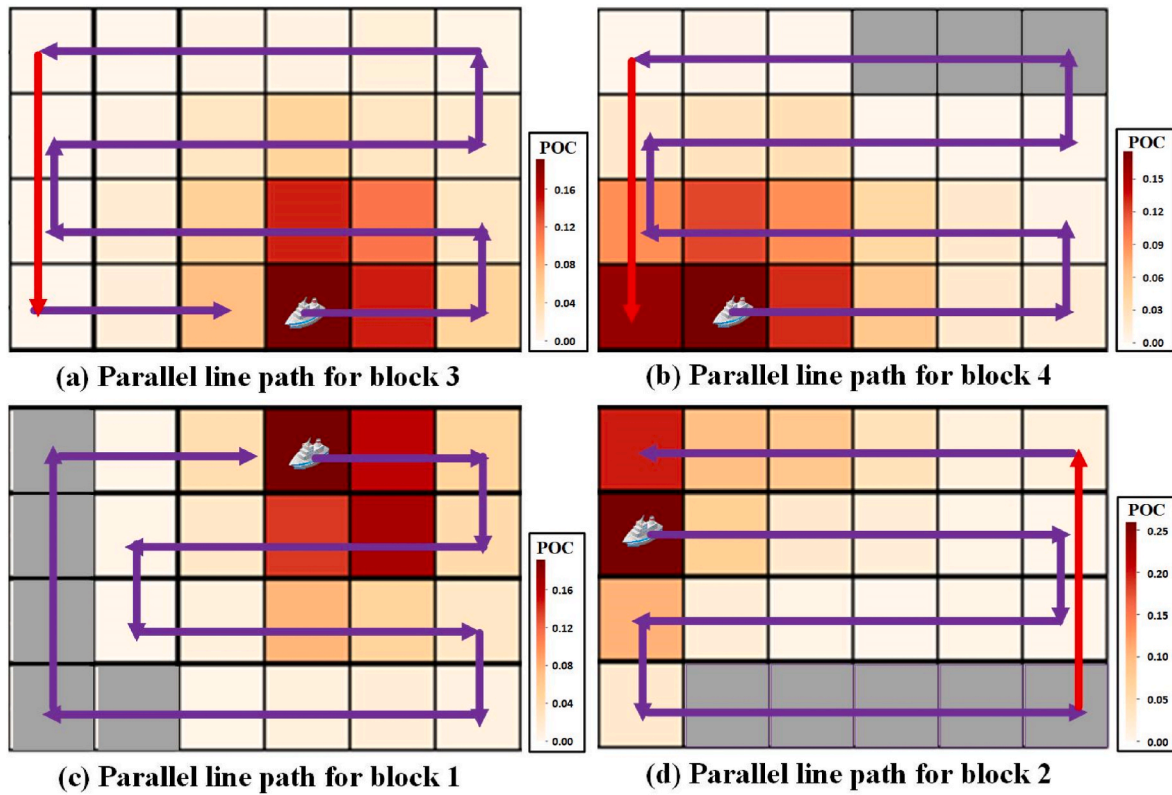 POC
0.16
0.12
0.08
0.04
0.00
(a) Parallel line path for block 3
POC
0.15
0.12
0.09
0.06
0.03
0.00
(b) Parallel line path for block 4
POC
0.16
0.12
0.08
0.04
0.00
(c) Parallel line path for block 1
POC
0.25
0.20
0.15
0.10
0.05
0.00
(d) Parallel line path for block 2